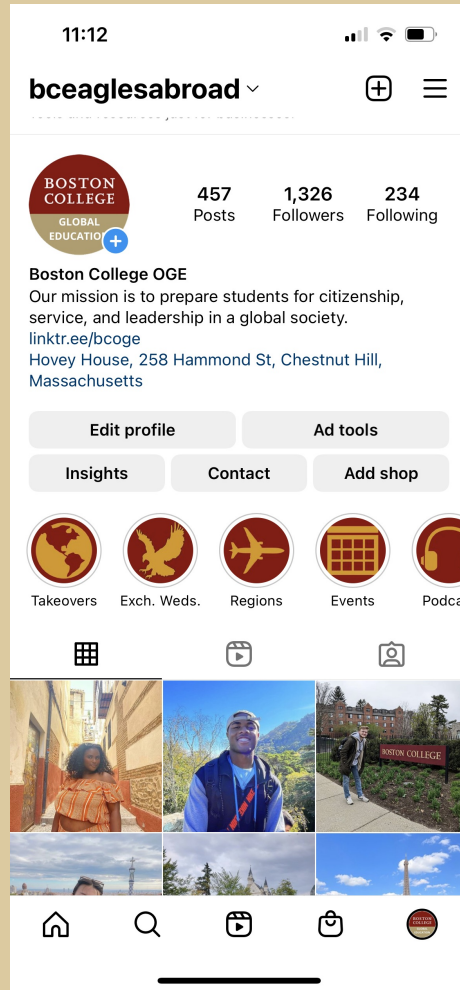 11:12
bceaglesabroad
BOSTON
COLLEGE
GLOBAL
EDUCATION
457
Posts
1,326
Followers
234
Following
Boston College OGE
Our mission is to prepare students for citizenship,
service, and leadership in a global society.
linktr.ee/bcoge
Hovey House, 258 Hammond St, Chestnut Hill,
Massachusetts
Edit profile
Ad tools
Insights
Contact
Add shop
Takeovers
Exch. Weds.
Regions
Events
Podca
BOSTON COLLEGE
BOSTON
COLLEGE